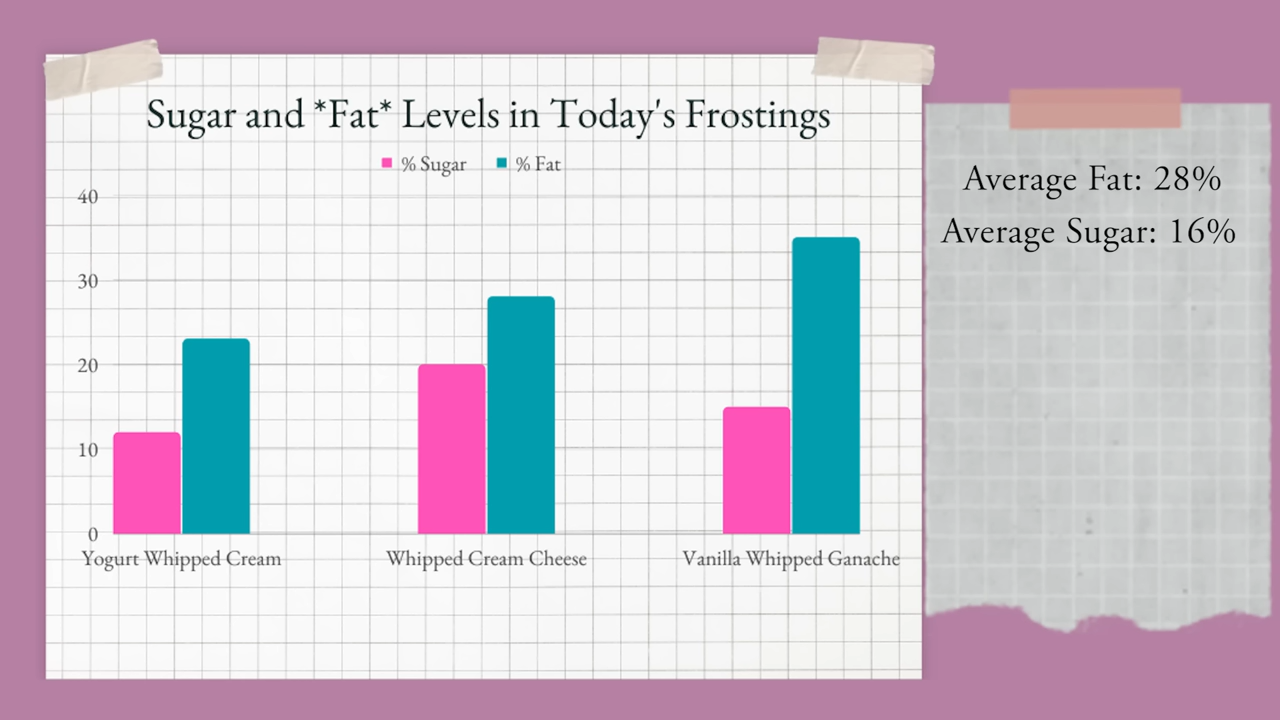 Sugar and *Fat* Levels in Today's Frostings
% Sugar % Fat
40
30
20
10
0
Yogurt Whipped Cream Whipped Cream Cheese Vanilla Whipped Ganache
Average Fat: 28%
Average Sugar: 16%